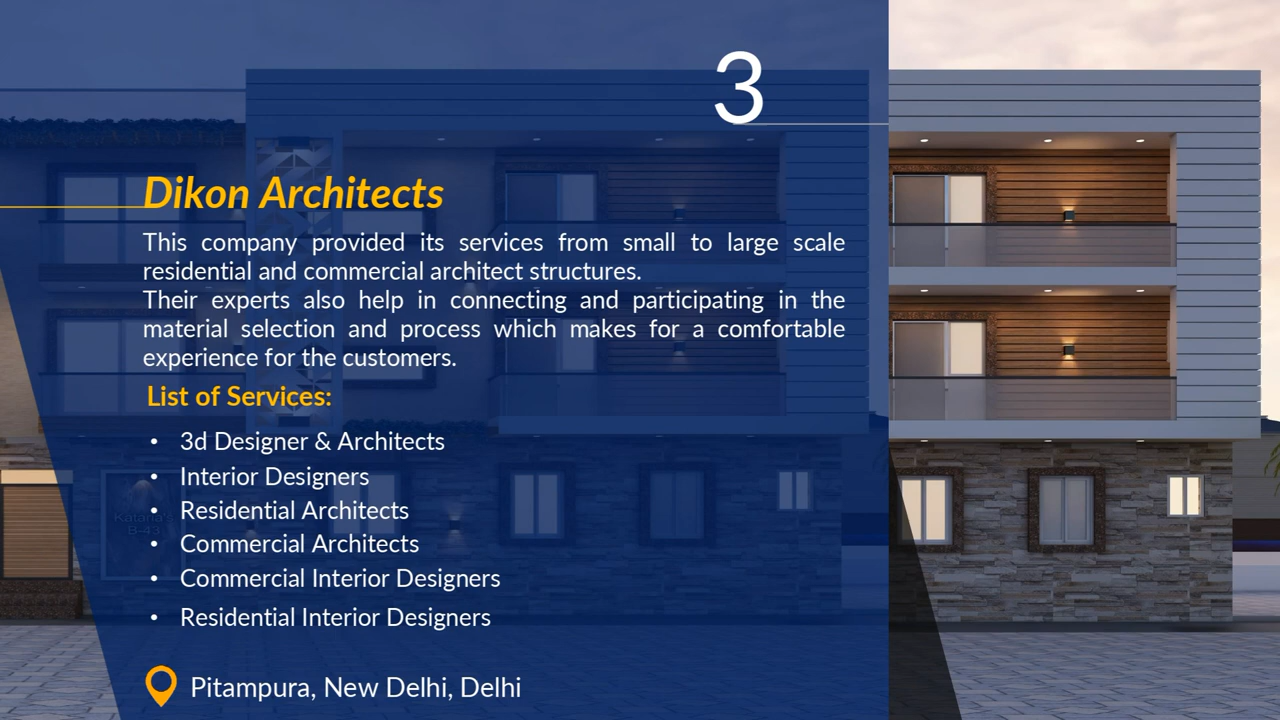 3
Dikon Architects
This company provided its services from small to large scale
residential and commercial architect structures.
Their experts also help in connecting and participating in the
material selection and process which makes for a comfortable
experience for the customers.
List of Services:
• 3d Designer & Architects
• Interior Designers
• Residential Architects
• Commercial Architects
• Commercial Interior Designers
• Residential Interior Designers
Kataria's
B-43
Pitampura, New Delhi, Delhi